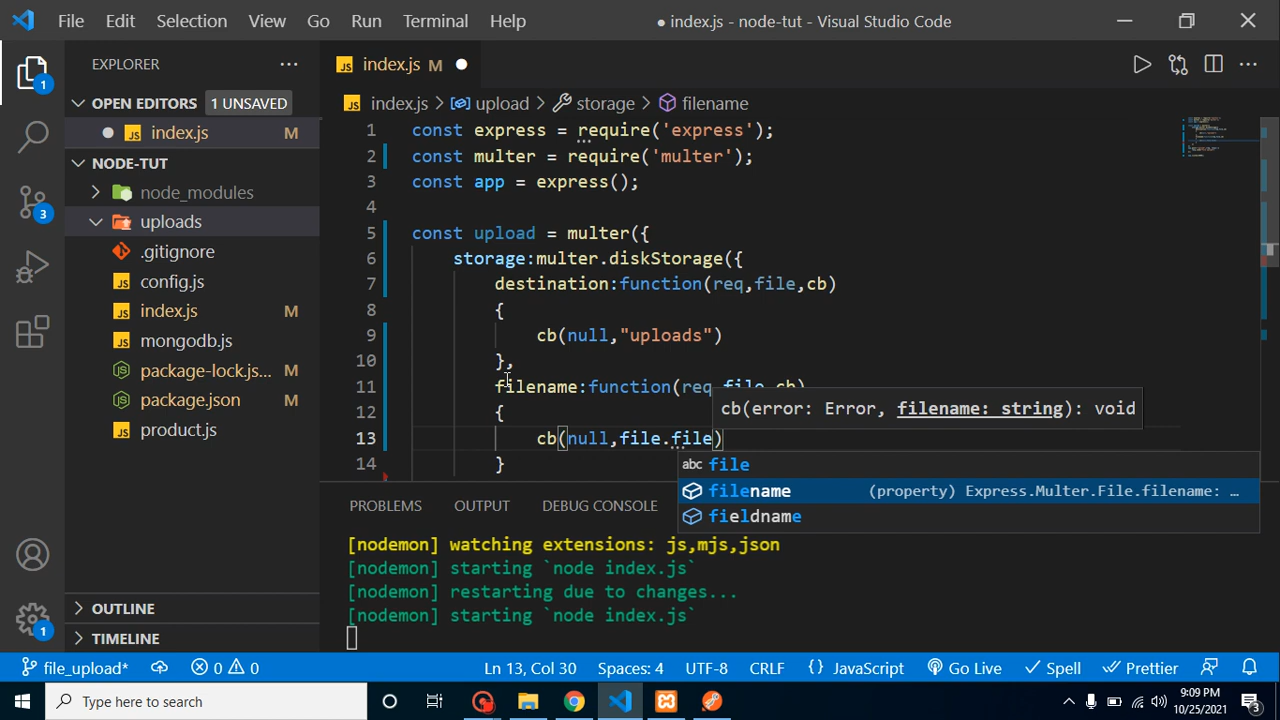 File Edit Selection View Go Run Terminal Help
● index.js - node-tut - Visual Studio Code
EXPLORER
OPEN EDITORS 1 UNSAVED
index.js M
NODE-TUT
node_modules
uploads
.gitignore
config.js
index.js M
mongodb.js
package-lock.js... M
package.json M
product.js
OUTLINE
TIMELINE
1
3
1
index.js M
index.js > upload > storage > filename
1 const express = require('express');
2 const multer = require('multer');
3 const app = express();
4
5 const upload = multer({
6 storage:multer.diskStorage({
7 destination:function(req,file,cb)
8 {
9 cb(null,"uploads")
10 },
11 filename:function(req,file,cb)
12 {
13 cb(null,file.file)
14 }
cb(error: Error, filename: string): void
abc file
filename (property) Express.Multer.File.filename: ...
fieldname
PROBLEMS OUTPUT DEBUG CONSOLE
[nodemon] watching extensions: js,mjs,json
[nodemon] starting `node index.js`
[nodemon] restarting due to changes...
[nodemon] starting `node index.js`
file_upload* 0 0 Ln 13, Col 30 Spaces: 4 UTF-8 CRLF {} JavaScript Go Live Spell Prettier
Type here to search
9:09 PM
10/25/2021
3